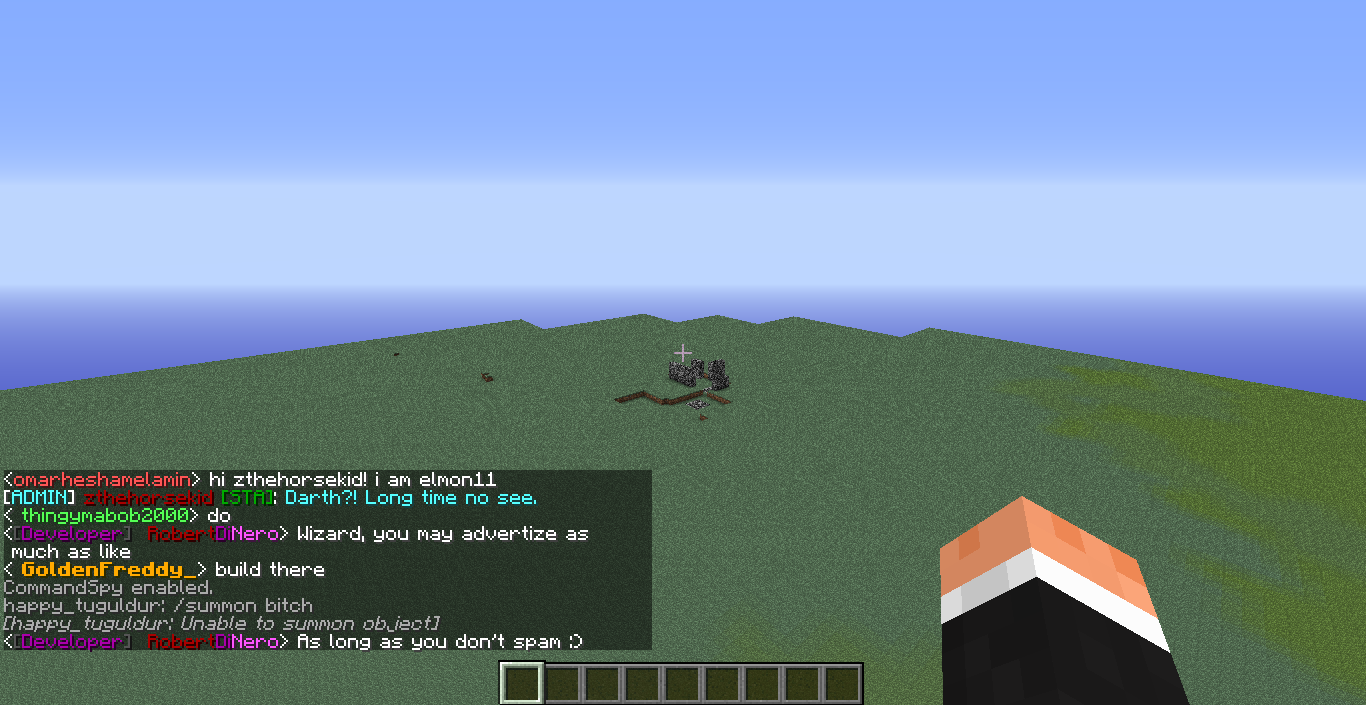 <omarheshamelamin> hi zthehorsekid! i am elmon11
[ADMIN] zthehorsekid [STA]: Darth?! Long time no see.
< thingymabob2000> do
<[Developer] RobertDiNero> Wizard, you may advertize as
much as like
< GoldenFreddy_> build there
CommandSpy enabled.
happy_tuguldur: /summon bitch
[happy_tuguldur: Unable to summon object]
<[Developer] RobertDiNero> As long as you don't spam ;)